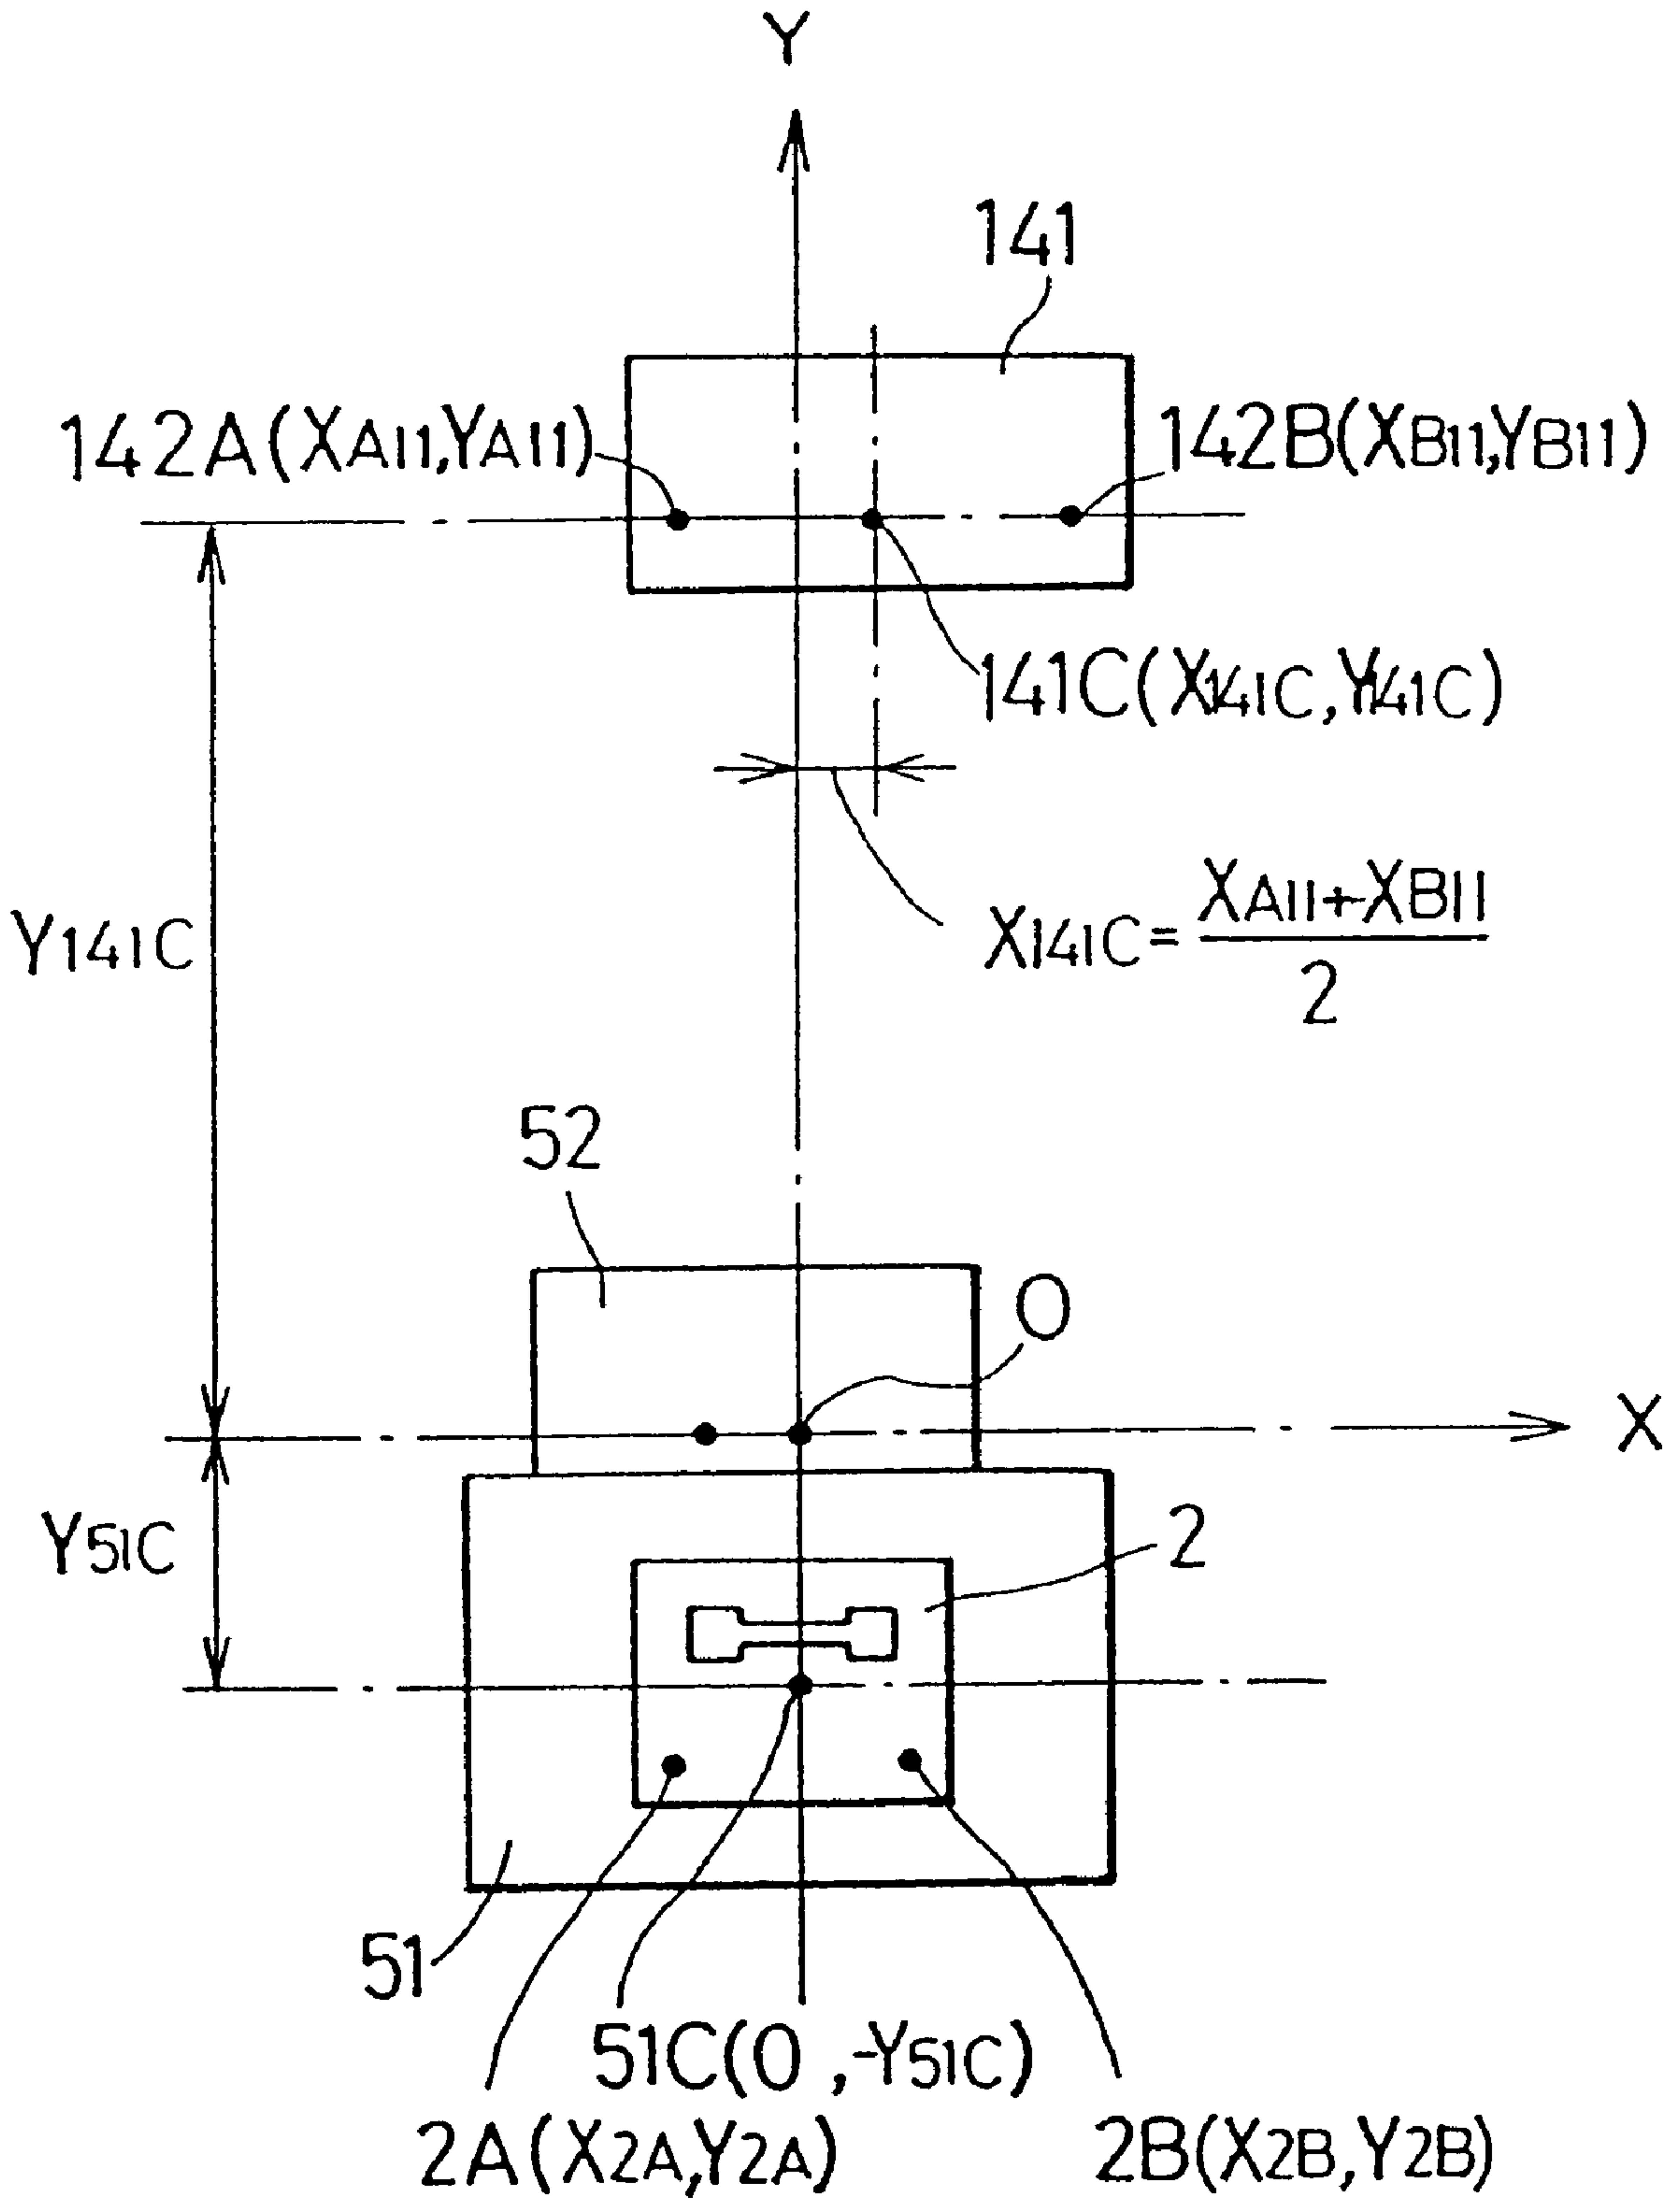 Y
141
142A(XA11,YA11)
142B(XB11,YB11)
141C(X141C,Y141C)
Y141C
X141C=XA11+XB11/2
52
O
X
Y51C
2
51
51C(0,-Y51C)
2A(X2A,Y2A)
2B(X2B,Y2B)